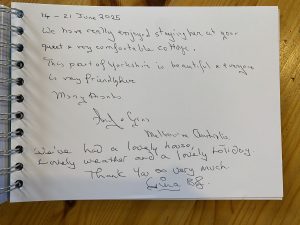 14 - 21 June 2025
We have really enjoyed staying here at your
quiet & very comfortable cottage.
This part of Yorkshire is beautiful & everyone
is very friendly here
Many thanks
Melbourne Australia.
We've had a lovely house,
Lovely weather and a lovely holiday
Thank You so very much.